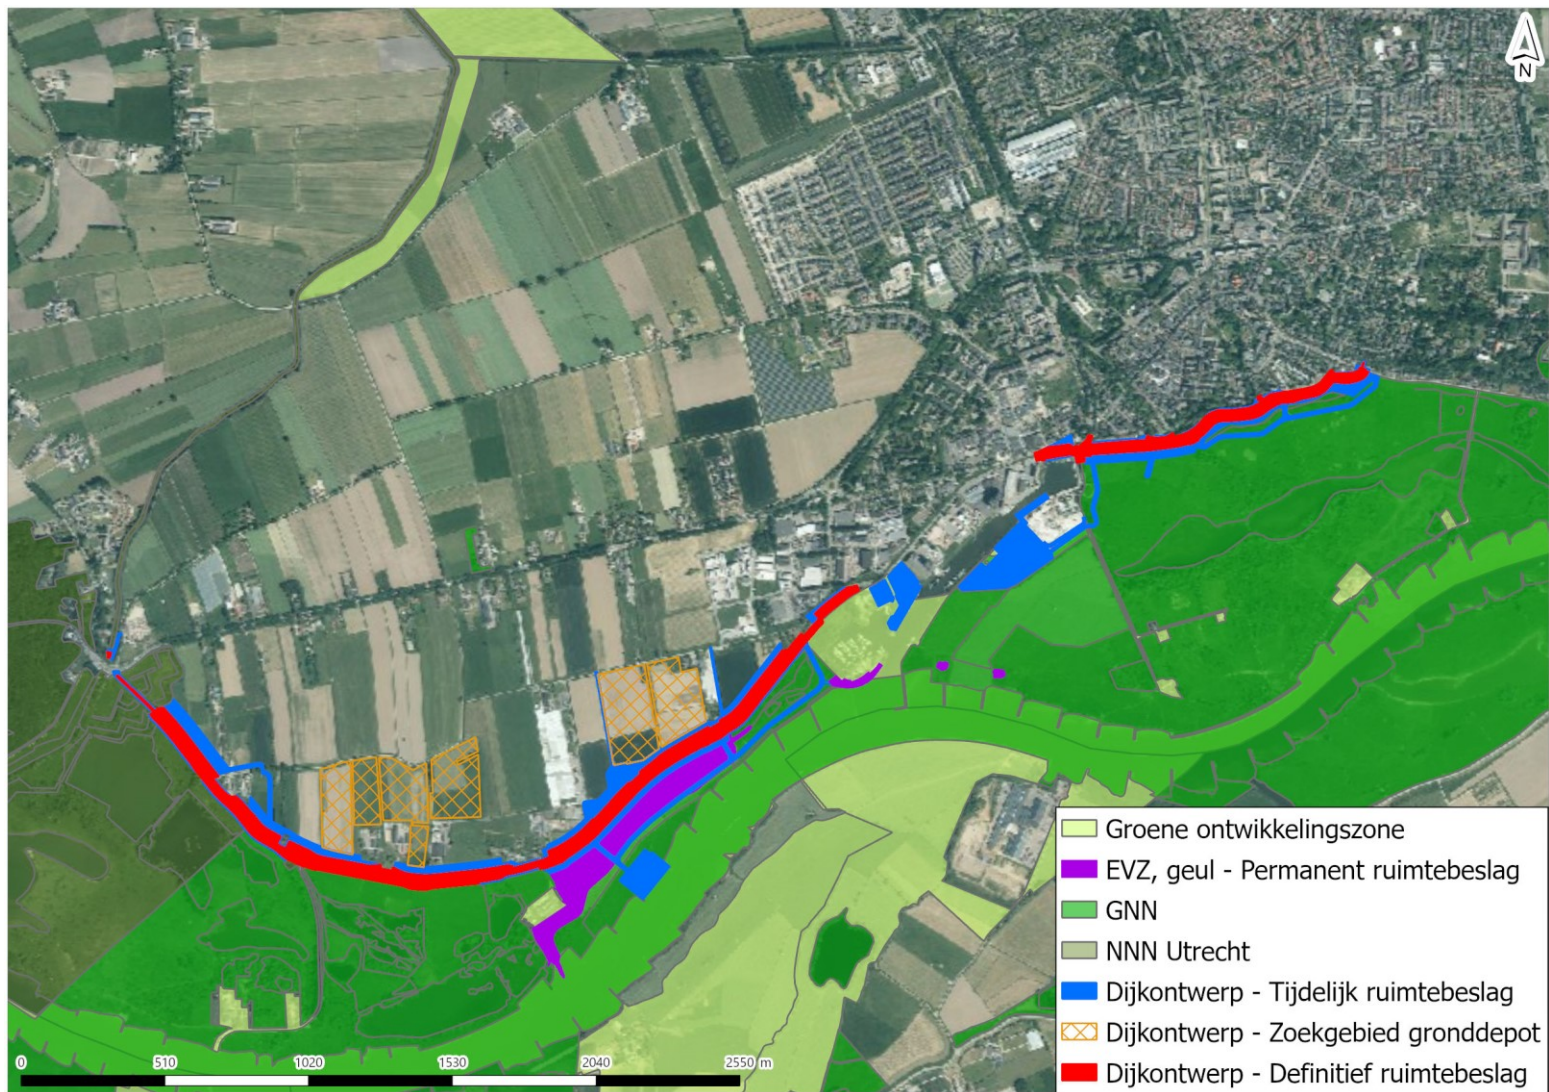 N
Groene ontwikkelingszone
EVZ, geul - Permanent ruimtebeslag
GNN
NNN Utrecht
Dijkontwerp - Tijdelijk ruimtebeslag
Dijkontwerp - Zoekgebied gronddepot
Dijkontwerp - Definitief ruimtebeslag
0 510 1020 1530 2040 2550 m